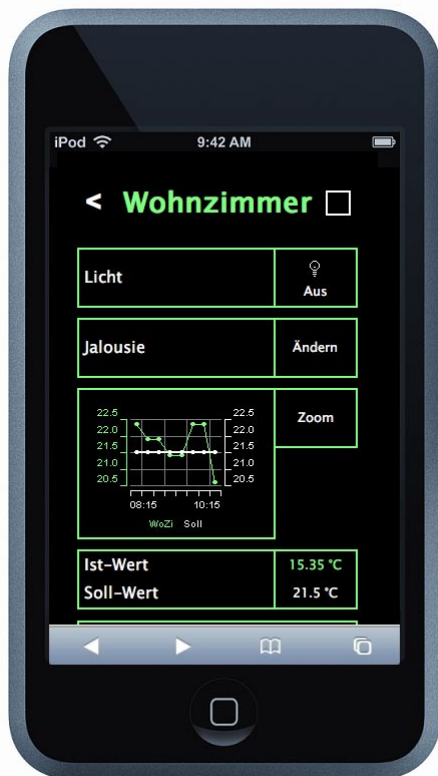 iPod 9:42 AM
< Wohnzimmer
Licht
Aus
Jalousie
Ändern
22.5 22.5
22.0 22.0
21.5 21.5
21.0 21.0
20.5 20.5
08:15 10:15
WoZi Soll
Zoom
Ist-Wert 15.35 °C
Soll-Wert 21.5 °C